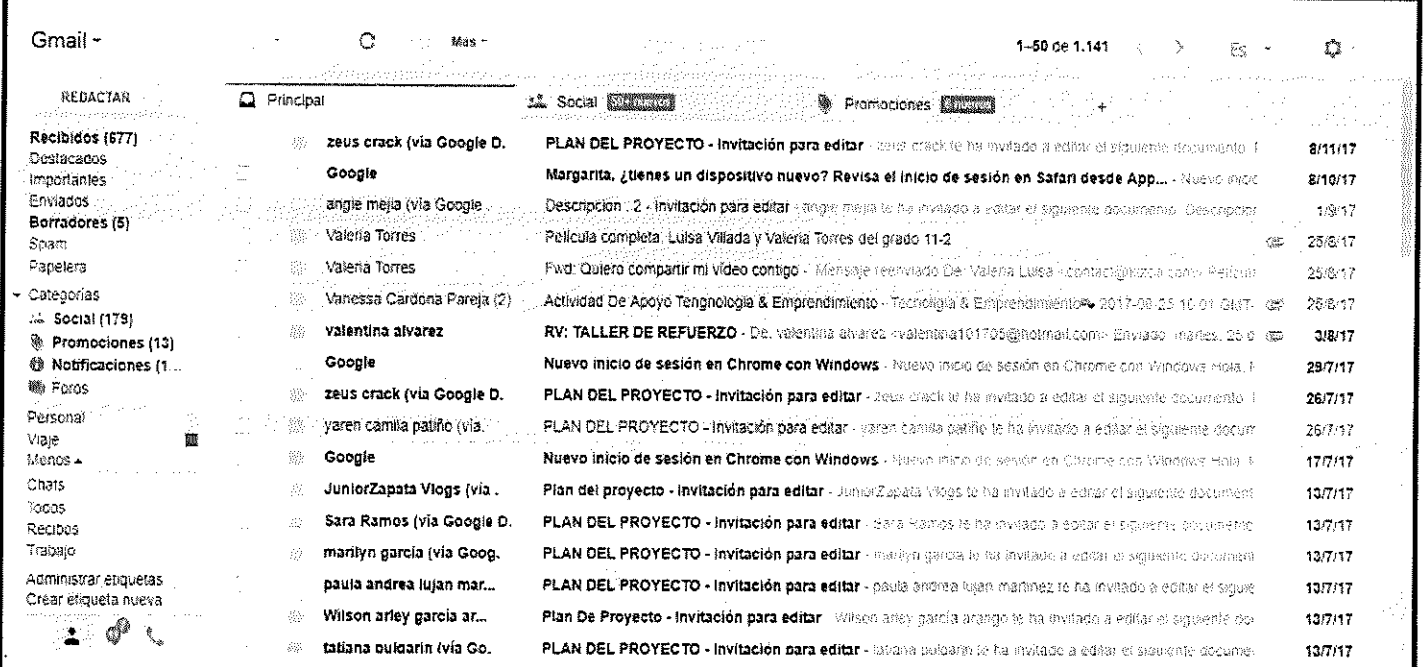 Gmail
Más
1–50 de 1.141
Es
REDACTAR
Principal
Social
Promociones
+
Recibidos (677)
Destacados
Importantes
Enviados
Borradores (5)
Spam
Papelera
Categorías
Social (179)
Promociones (13)
Notificaciones (1...
Foros
Personal
Viaje
Menos
Chats
Todos
Recibos
Trabajo
Administrar etiquetas
Crear etiqueta nueva
zeus crack (vía Google D. PLAN DEL PROYECTO - Invitación para editar - zeus crack te ha invitado a editar el siguiente documento 8/11/17
Google Margarita, ¿tienes un dispositivo nuevo? Revisa el inicio de sesión en Safari desde App... - Nuevo inicio 8/10/17
angie mejia (vía Google . Descripcion . 2 - Invitación para editar - angie mejia te ha invitado a editar el siguiente documento. Descripcion 1/9/17
Valeria Torres Película completa, Luisa Villada y Valeria Torres del grado 11-2 25/8/17
Valeria Torres Fwd: Quiero compartir mi vídeo contigo - Mensaje reenviado De: Valeria Luisa 25/8/17
Vanessa Cardona Pareja (2) Actividad De Apoyo Tengnologia & Emprendimiento - Tecnoligia & Emprendimiento 2017-08-25 10:01 GMT- 25/8/17
valentina alvarez RV: TALLER DE REFUERZO - De: valentina alvarez <valentina101705@hotmail.com> Enviado: martes, 25 d 3/8/17
Google Nuevo inicio de sesión en Chrome con Windows - Nuevo inicio de sesión en Chrome con Windows Hola, 29/7/17
zeus crack (vía Google D. PLAN DEL PROYECTO - Invitación para editar - zeus crack te ha invitado a editar el siguiente documento 26/7/17
yaren camila patiño (vía. PLAN DEL PROYECTO - Invitación para editar - yaren camila patiño te ha invitado a editar el siguiente docum 26/7/17
Google Nuevo inicio de sesión en Chrome con Windows - Nuevo inicio de sesión en Chrome con Windows Hola, 17/7/17
JuniorZapata Vlogs (vía . Plan del proyecto - Invitación para editar - JuniorZapata Vlogs te ha invitado a editar el siguiente document 13/7/17
Sara Ramos (vía Google D. PLAN DEL PROYECTO - Invitación para editar - Sara Ramos te ha invitado a editar el siguiente documento 13/7/17
marilyn garcia (vía Goog. PLAN DEL PROYECTO - Invitación para editar - marilyn garcia te ha invitado a editar el siguiente document 13/7/17
paula andrea lujan mar... PLAN DEL PROYECTO - Invitación para editar - paula andrea lujan martinez te ha invitado a editar el siguie 13/7/17
Wilson arley garcia ar... Plan De Proyecto - Invitación para editar Wilson arley garcía arango te ha invitado a editar el siguiente do 13/7/17
tatiana pulgarin (vía Go. PLAN DEL PROYECTO - Invitación para editar - tatiana pulgarin te ha invitado a editar el siguiente docume 13/7/17